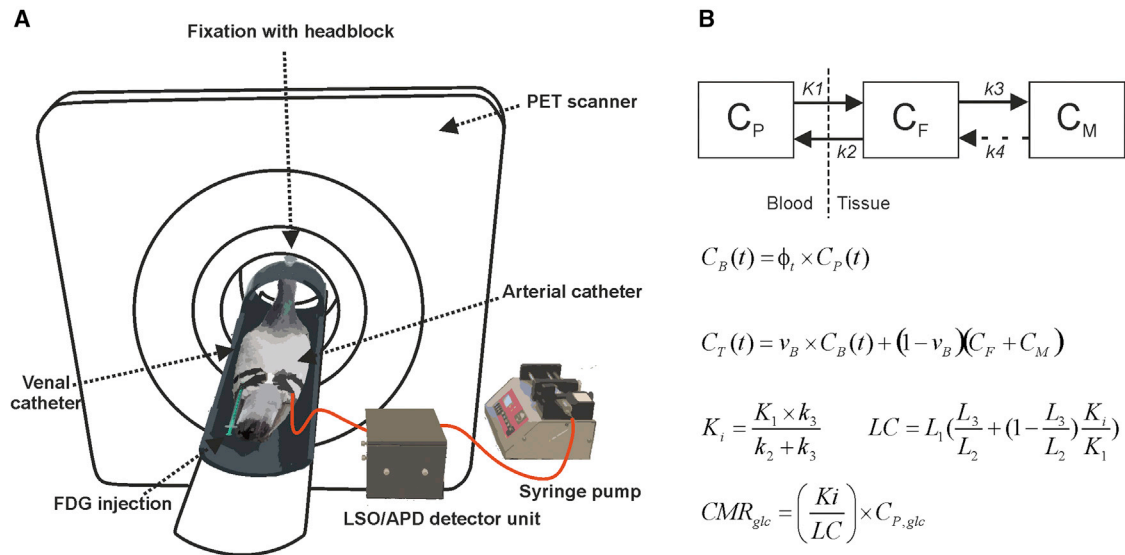 A
Fixation with headblock
PET scanner
Arterial catheter
Venal
catheter
FDG injection
LSO/APD detector unit
Syringe pump
B
C_P K1 k2 C_F k3 k4 C_M
Blood Tissue
C_B(t) = ϕ_t × C_P(t)
C_T(t) = v_B × C_B(t) + (1 − v_B)(C_F + C_M)
K_i = (K_1 × k_3)/(k_2 + k_3) LC = L_1(L_3/L_2 + (1 − L_3/L_2) K_i/K_1)
CMR_glc = (Ki/LC) × C_P,glc